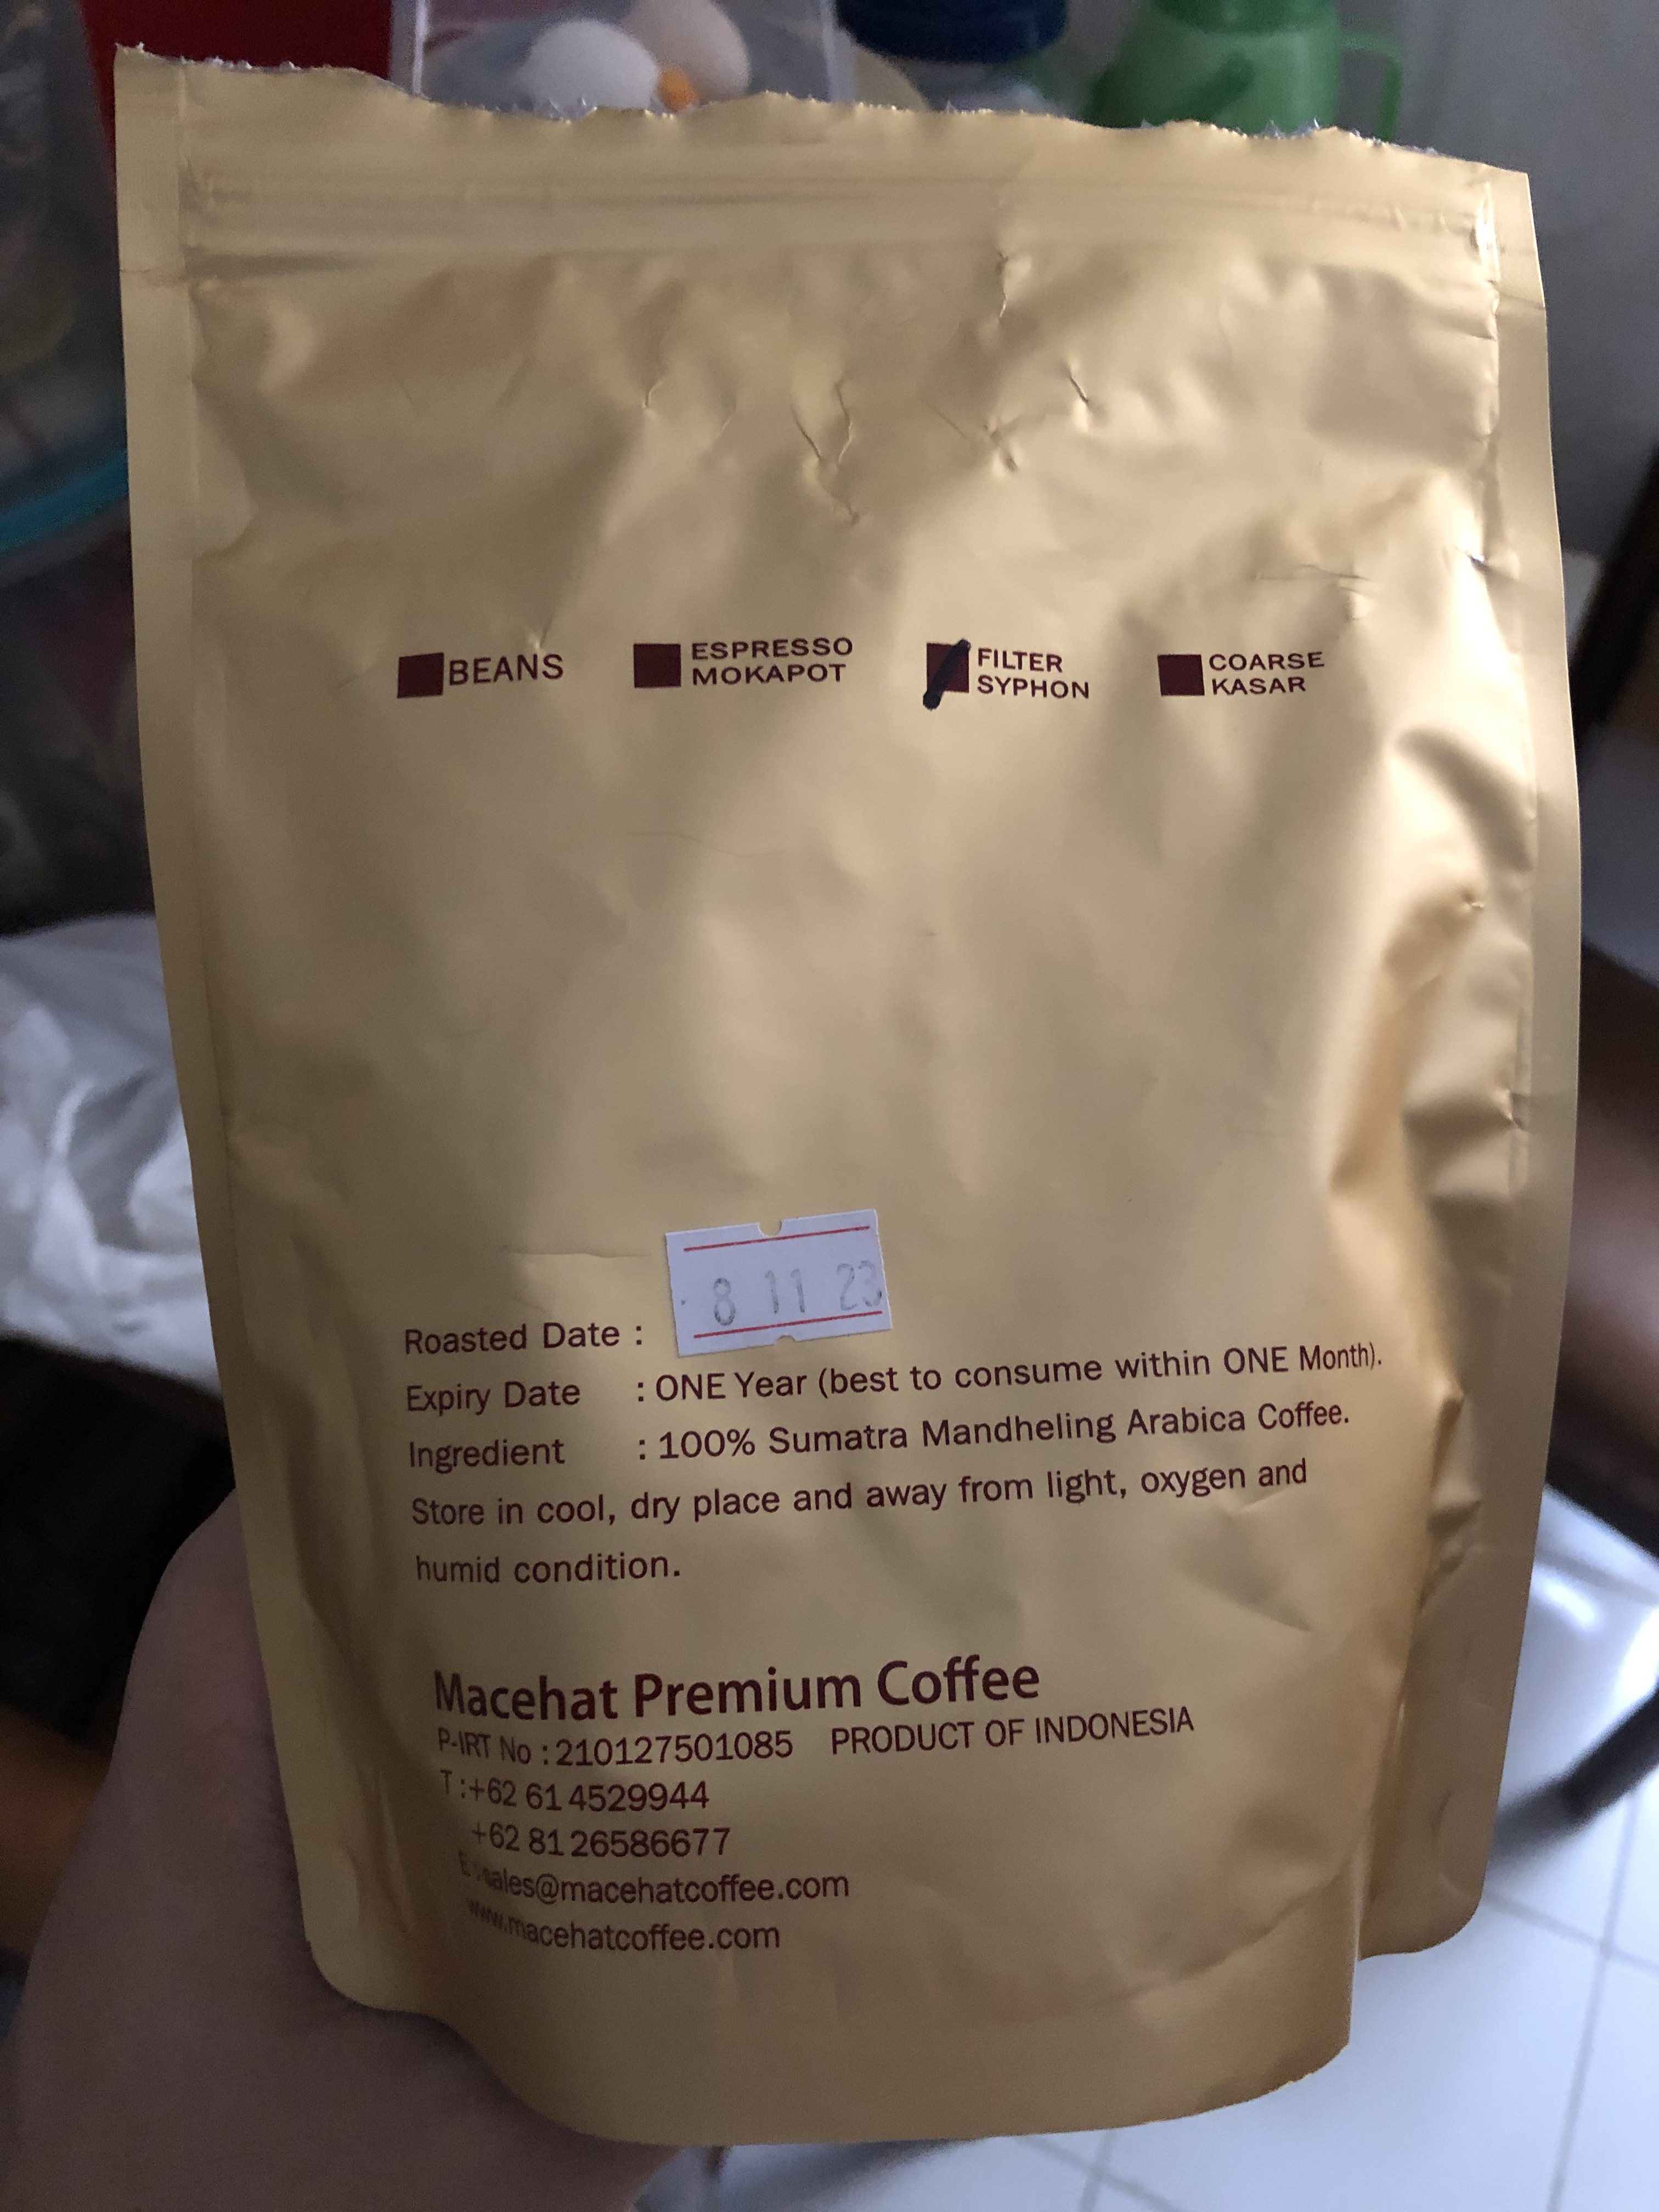 BEANS
ESPRESSO
MOKAPOT
FILTER
SYPHON
COARSE
KASAR
8 11 23
Roasted Date :
Expiry Date : ONE Year (best to consume within ONE Month).
Ingredient : 100% Sumatra Mandheling Arabica Coffee.
Store in cool, dry place and away from light, oxygen and
humid condition.
Macehat Premium Coffee
P-IRT No : 210127501085 PRODUCT OF INDONESIA
T :+62 61 4529944
+62 81 26586677
E : sales@macehatcoffee.com
www.macehatcoffee.com